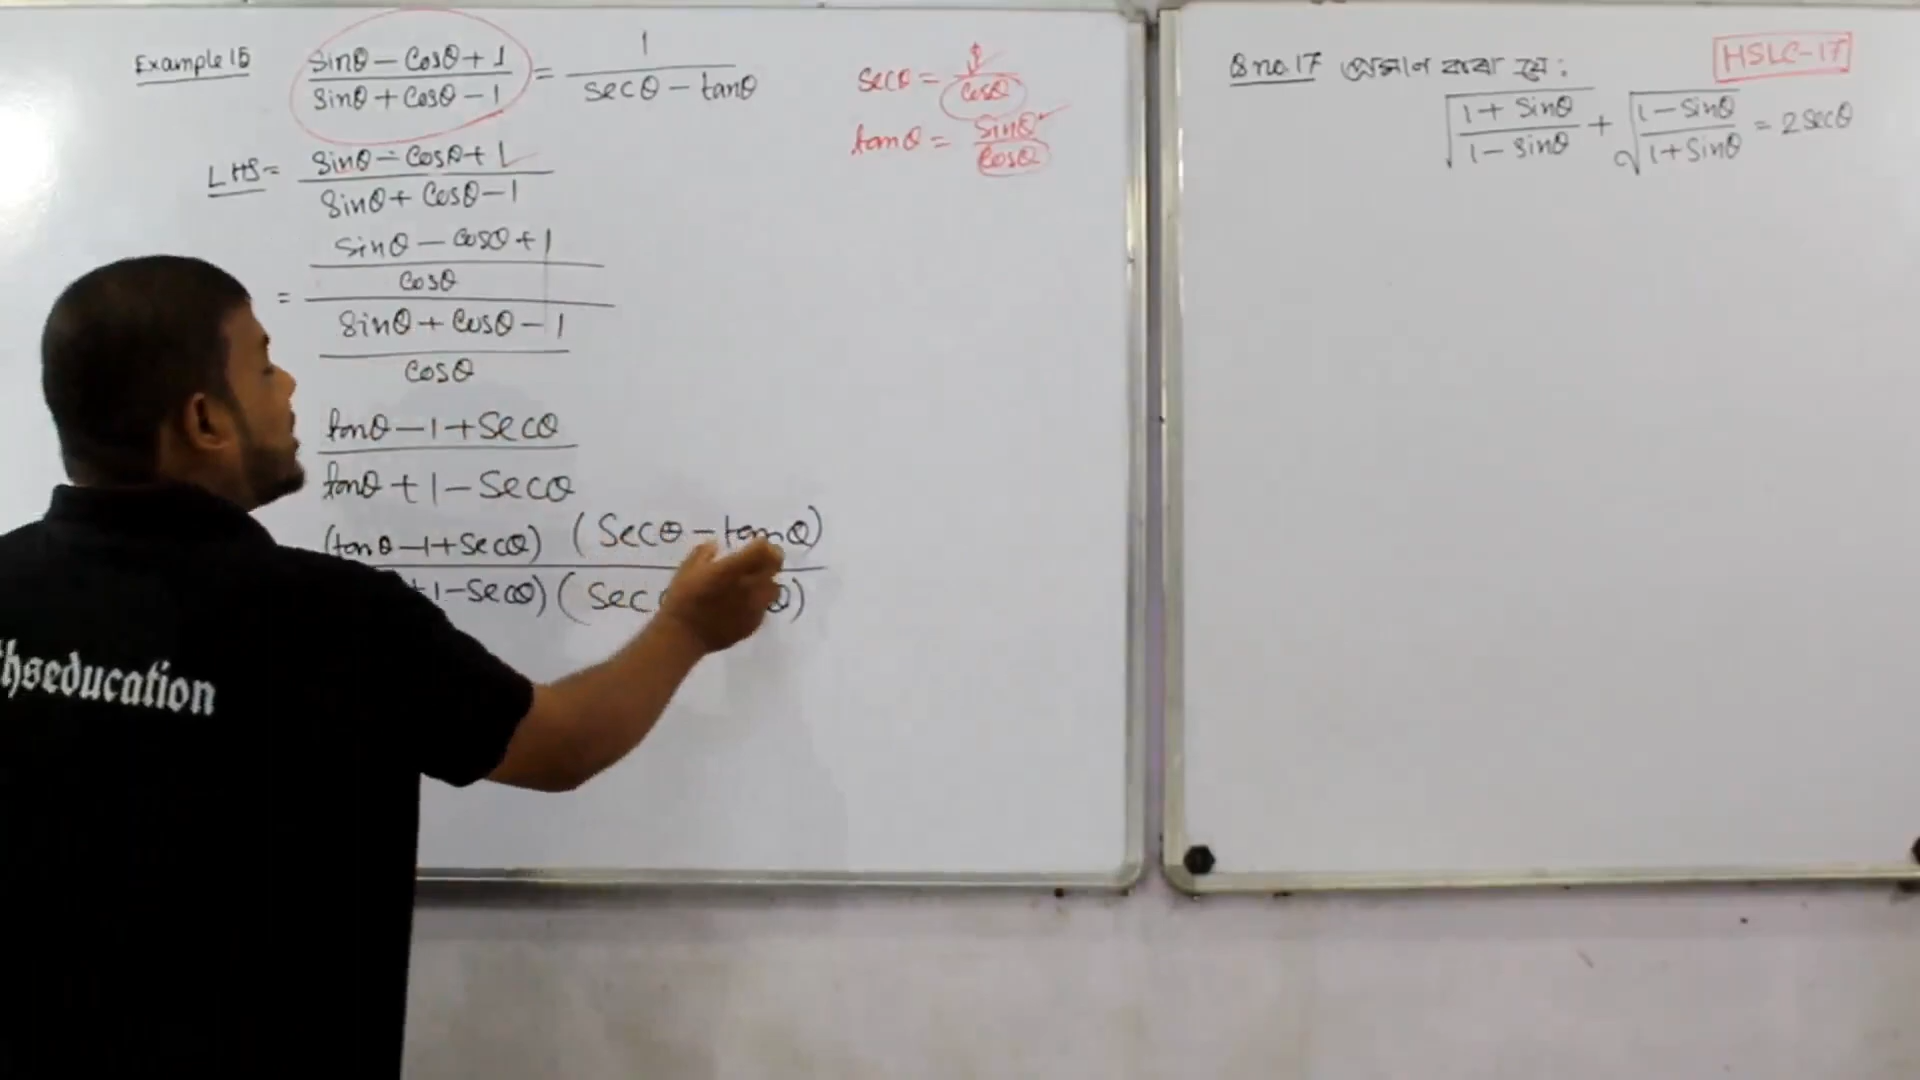 Example 15
sinθ - cosθ + 1 / sinθ + cosθ - 1 = 1 / secθ - tanθ
secθ = 1 / cosθ
tanθ = sinθ / cosθ
LHS = sinθ - cosθ + 1 / sinθ + cosθ - 1
sinθ - cosθ + 1
cosθ
=
sinθ + cosθ - 1
cosθ
tanθ - 1 + secθ
tanθ + 1 - secθ
(tanθ - 1 + secθ) (secθ - tanθ)
+ 1 - secθ) (sec θ)
hseducation
Q no. 17
HSLC-17
√(1 + sinθ / 1 - sinθ) + √(1 - sinθ / 1 + sinθ) = 2 secθ